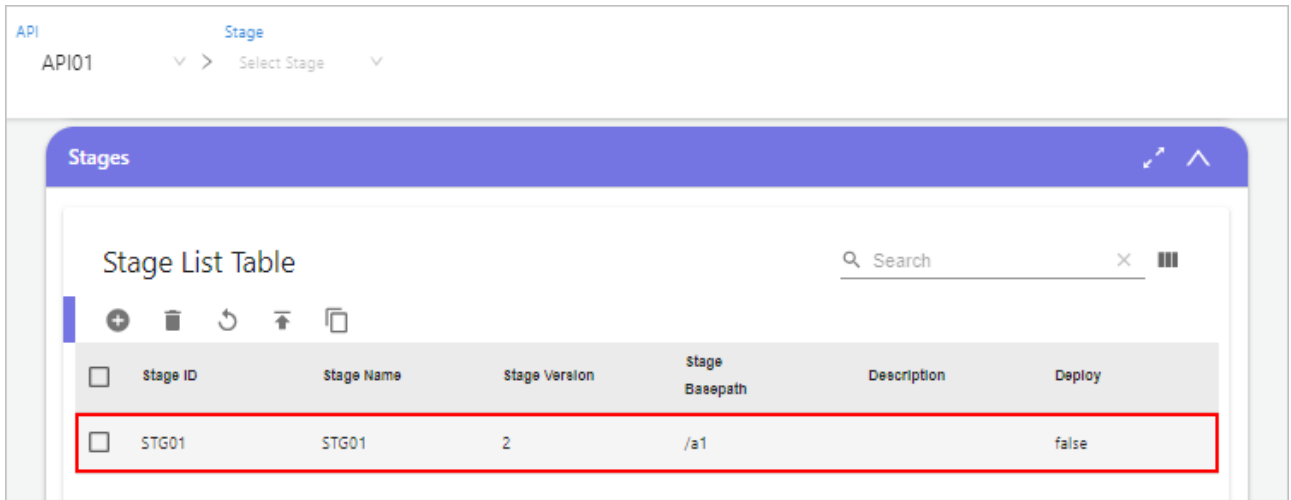 API Stage
API01 > Select Stage
Stages
Stage List Table
Search
Stage ID Stage Name Stage Version Stage Basepath Description Deploy
STG01 STG01 2 /a1 false